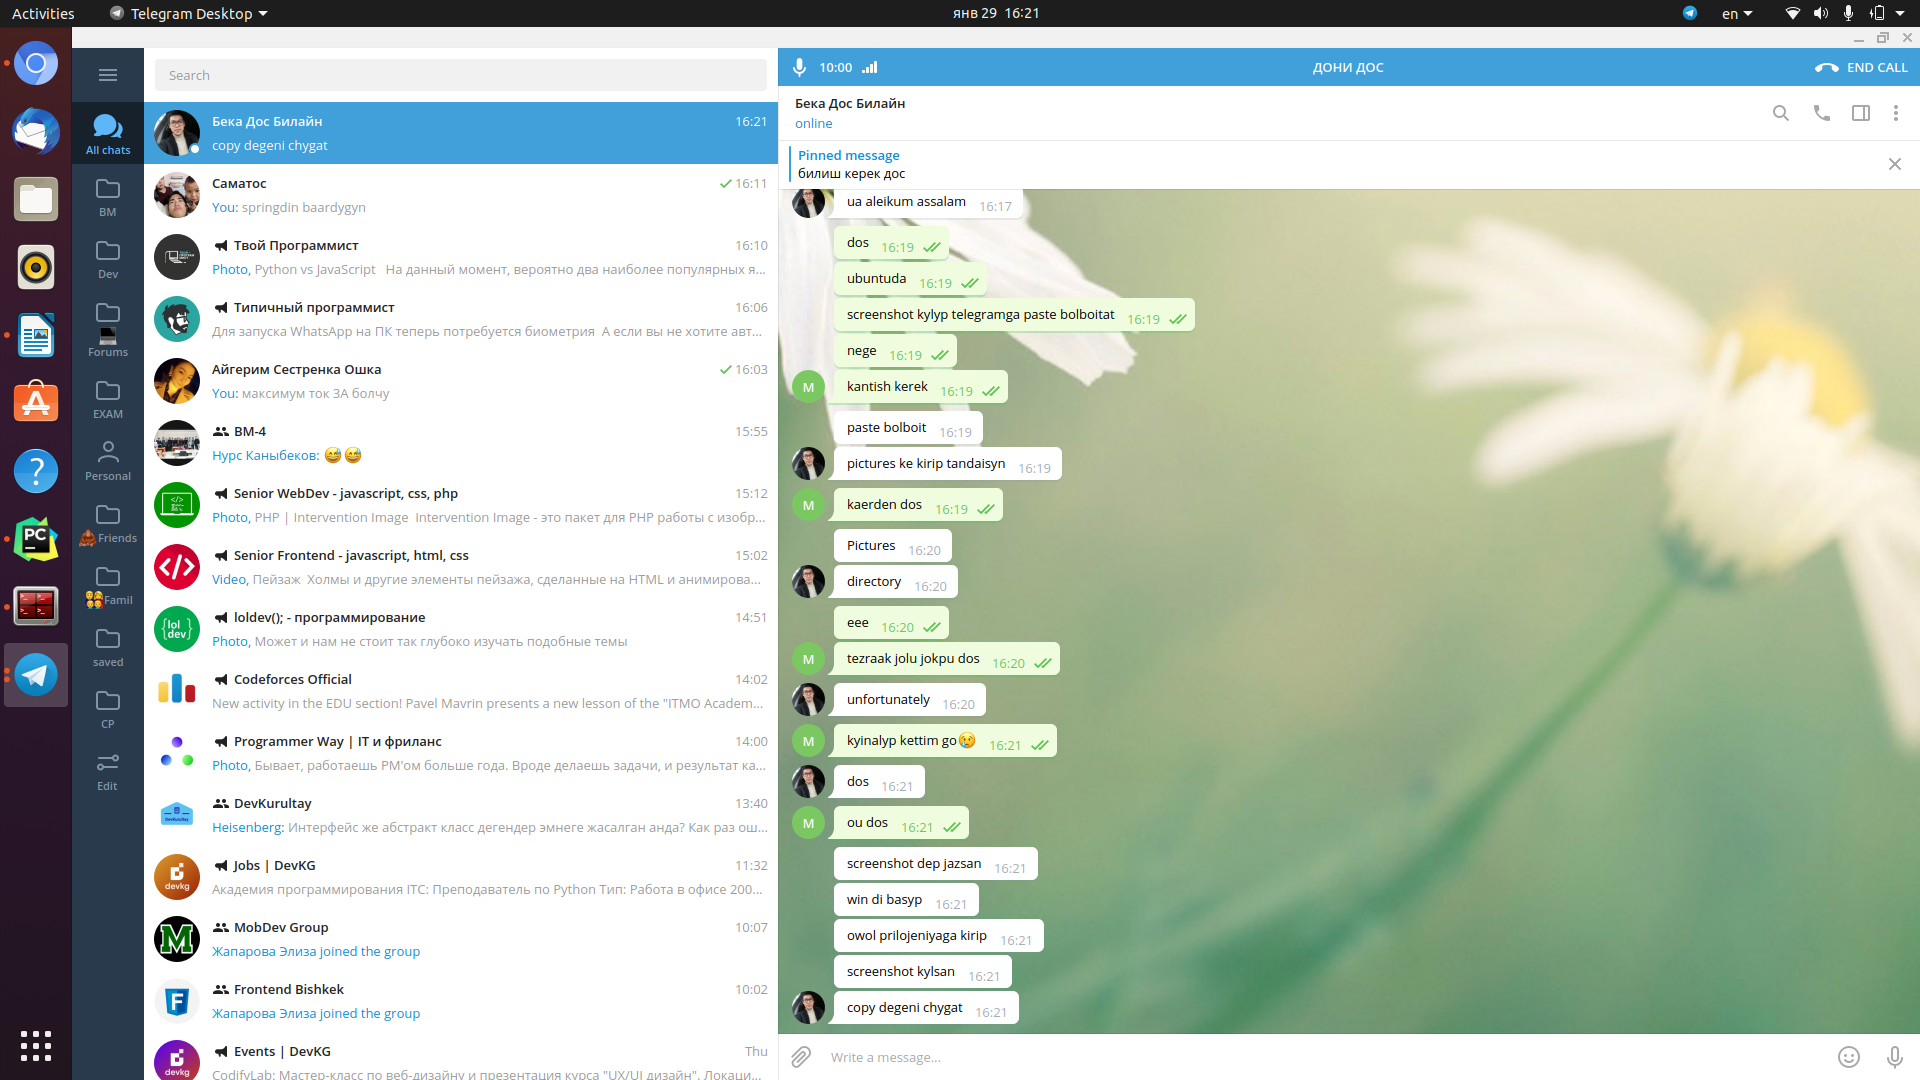 Activities
Telegram Desktop
янв 29 16:21
en
Search
10:00
ДОНИ ДОС
END CALL
All chats
BM
Dev
Forums
EXAM
Personal
Friends
Famil
saved
CP
Edit
Бека Дос Билайн 16:21
copy degeni chygat
Саматос 16:11
You: springdin baardygyn
Твой Программист 16:10
Photo, Python vs JavaScript На данный момент, вероятно два наиболее популярных я...
Типичный программист 16:06
Для запуска WhatsApp на ПК теперь потребуется биометрия А если вы не хотите авт...
Айгерим Сестренка Ошка 16:03
You: максимум ток ЗА болчу
BM-4 15:55
Нурс Каныбеков: 😅😅
Senior WebDev - javascript, css, php 15:12
Photo, PHP | Intervention Image Intervention Image - это пакет для PHP работы с изобр...
Senior Frontend - javascript, html, css 15:02
Video, Пейзаж Холмы и другие элементы пейзажа, сделанные на HTML и анимирова...
loldev(); - программирование 14:51
Photo, Может и нам не стоит так глубоко изучать подобные темы
Codeforces Official 14:02
New activity in the EDU section! Pavel Mavrin presents a new lesson of the "ITMO Academ...
Programmer Way | IT и фриланс 14:00
Photo, Бывает, работаешь PM'ом больше года. Вроде делаешь задачи, и результат ка...
DevKurultay 13:40
Heisenberg: Интерфейс же абстракт класс дегендер эмнеге жасалган анда? Как раз ош...
Jobs | DevKG 11:32
Академия программирования ITC: Преподаватель по Python Тип: Работа в офисе 200...
MobDev Group 10:07
Жапарова Элиза joined the group
Frontend Bishkek 10:02
Жапарова Элиза joined the group
Events | DevKG Thu
CodifyLab: Мастер-класс по веб-дизайну и презентация курса "UX/UI дизайн". Локаци...
Бека Дос Билайн
online
Pinned message
билиш керек дос
ua aleikum assalam 16:17
dos 16:19
ubuntuda 16:19
screenshot kylyp telegramga paste bolboitat 16:19
nege 16:19
M kantish kerek 16:19
paste bolboit 16:19
pictures ke kirip tandaisyn 16:19
M kaerden dos 16:19
Pictures 16:20
directory 16:20
eee 16:20
M tezraak jolu jokpu dos 16:20
unfortunately 16:20
M kyinalyp kettim go😢 16:21
dos 16:21
M ou dos 16:21
screenshot dep jazsan 16:21
win di basyp 16:21
owol prilojeniyaga kirip 16:21
screenshot kylsan 16:21
copy degeni chygat 16:21
Write a message...